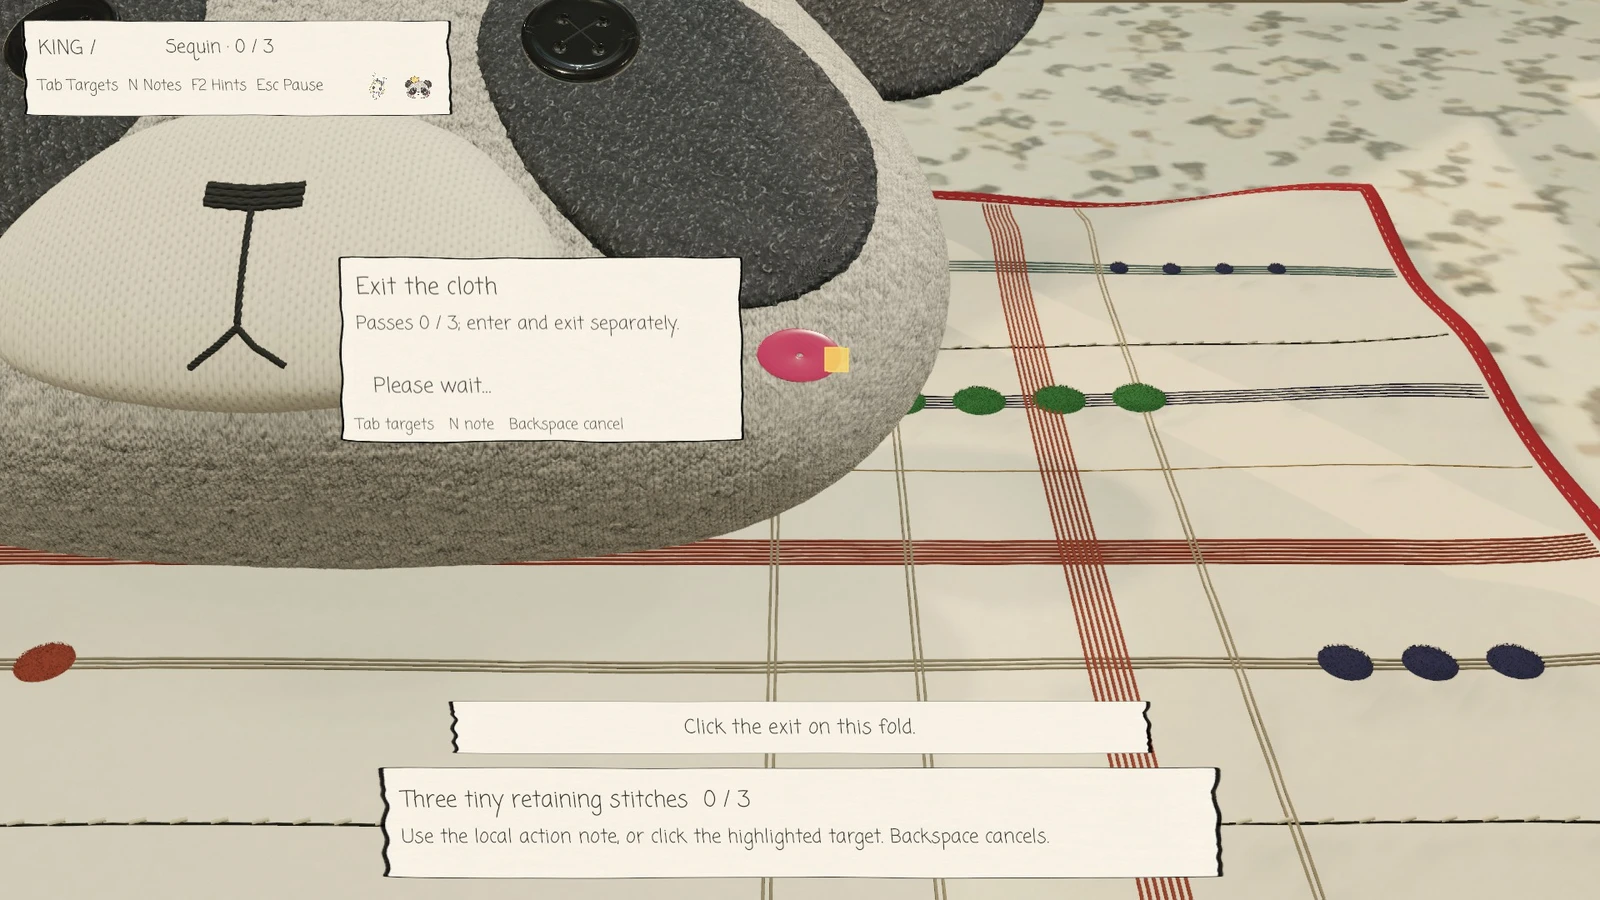 KING / Sequin · 0 / 3
Tab Targets N Notes F2 Hints Esc Pause
Exit the cloth
Passes 0 / 3; enter and exit separately.
Please wait...
Tab targets N note Backspace cancel
Click the exit on this fold.
Three tiny retaining stitches 0 / 3
Use the local action note, or click the highlighted target. Backspace cancels.